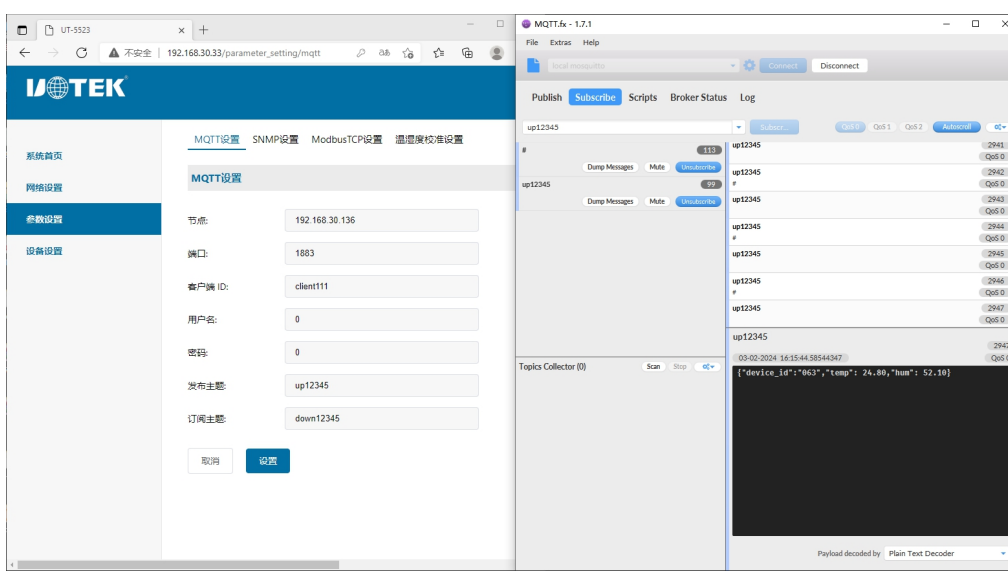 UT-5523
不安全
192.168.30.33/parameter_setting/mqtt
UOTEK
系统首页
网络设置
参数设置
设备设置
MQTT设置 SNMP设置 ModbusTCP设置 温湿度校准设置
MQTT设置
节点: 192.168.30.136
端口: 1883
客户端 ID: client111
用户名: 0
密码: 0
发布主题: up12345
订阅主题: down12345
取消 设置
MQTT.fx - 1.7.1
File Extras Help
local mosquitto Connect Disconnect
Publish Subscribe Scripts Broker Status Log
up12345 Subscr... QoS 0 QoS 1 QoS 2 Autoscroll
# 113
Dump Messages Mute Unsubscribe
up12345 99
Dump Messages Mute Unsubscribe
Topics Collector (0) Scan Stop
up12345 2941
QoS 0
up12345 2942
# QoS 0
up12345 2943
QoS 0
up12345 2944
# QoS 0
up12345 2945
QoS 0
up12345 2946
# QoS 0
up12345 2947
QoS 0
up12345
2947
03-02-2024 16:15:44.58544347 QoS 0
{"device_id":"063","temp": 24.80,"hum": 52.10}
Payload decoded by Plain Text Decoder